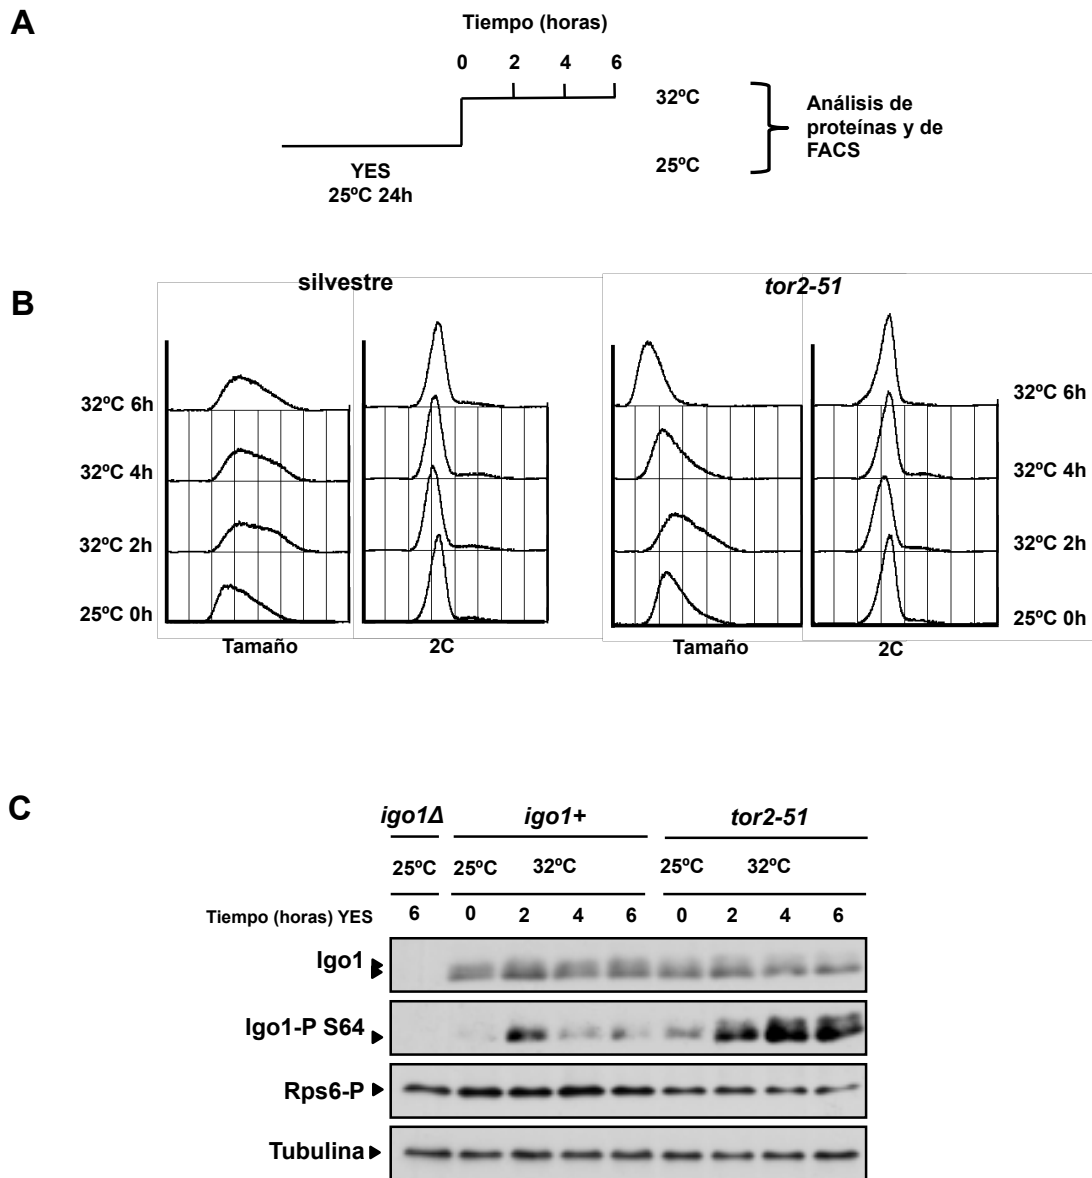 A
Tiempo (horas)
0 2 4 6
32ºC
25ºC
Análisis de
proteínas y de
FACS
YES
25ºC 24h
B
silvestre
tor2-51
32ºC 6h
32ºC 4h
32ºC 2h
25ºC 0h
32ºC 6h
32ºC 4h
32ºC 2h
25ºC 0h
Tamaño 2C Tamaño 2C
C
igo1Δ igo1+ tor2-51
25ºC 25ºC 32ºC 25ºC 32ºC
Tiempo (horas) YES 6 0 2 4 6 0 2 4 6
Igo1
Igo1-P S64
Rps6-P
Tubulina